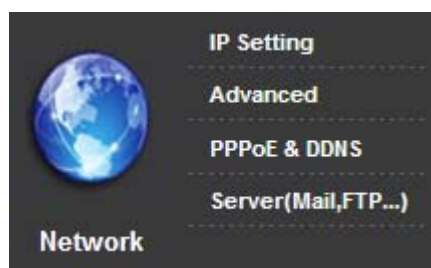 IP Setting
Advanced
PPPoE & DDNS
Server(Mail,FTP...)
Network